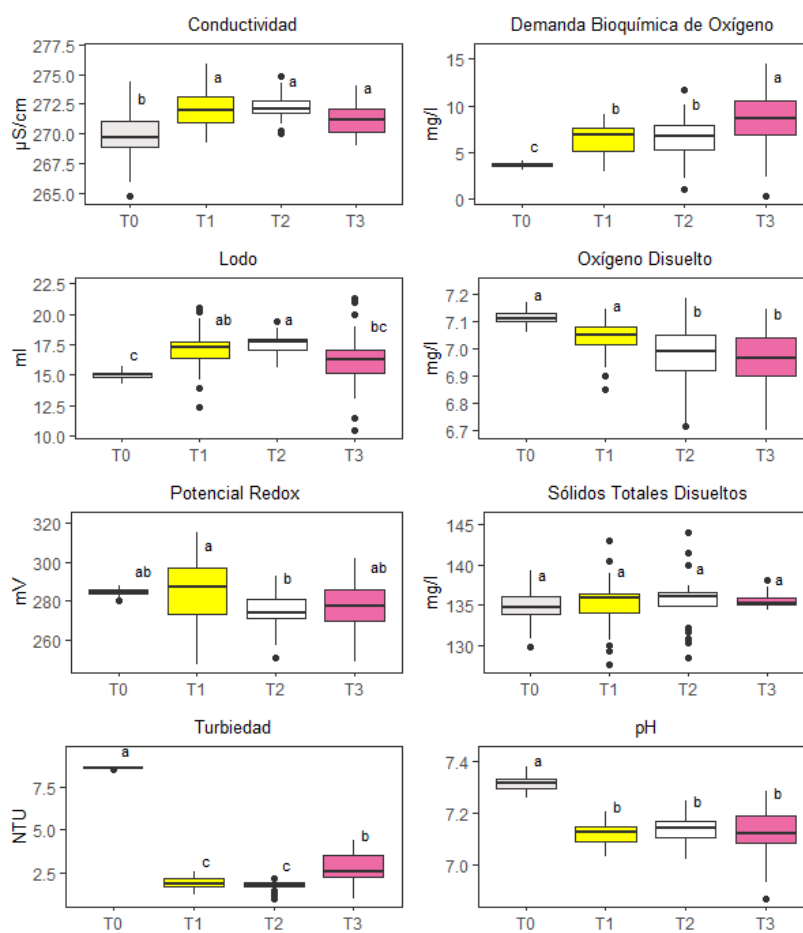 Conductividad
277.5
275.0
272.5
270.0
267.5
265.0
µS/cm
b
a
a
a
T0 T1 T2 T3
Demanda Bioquímica de Oxígeno
15
10
5
0
mg/l
c
b
b
a
T0 T1 T2 T3
Lodo
22.5
20.0
17.5
15.0
12.5
10.0
ml
c
ab
a
bc
T0 T1 T2 T3
Oxígeno Disuelto
7.2
7.1
7.0
6.9
6.7
mg/l
a
a
b
b
T0 T1 T2 T3
Potencial Redox
320
300
280
260
mV
ab
a
b
ab
T0 T1 T2 T3
Sólidos Totales Disueltos
145
140
135
130
mg/l
a
a
a
a
T0 T1 T2 T3
Turbiedad
7.5
5.0
2.5
NTU
a
c
c
b
T0 T1 T2 T3
pH
7.4
7.2
7.0
a
b
b
b
T0 T1 T2 T3